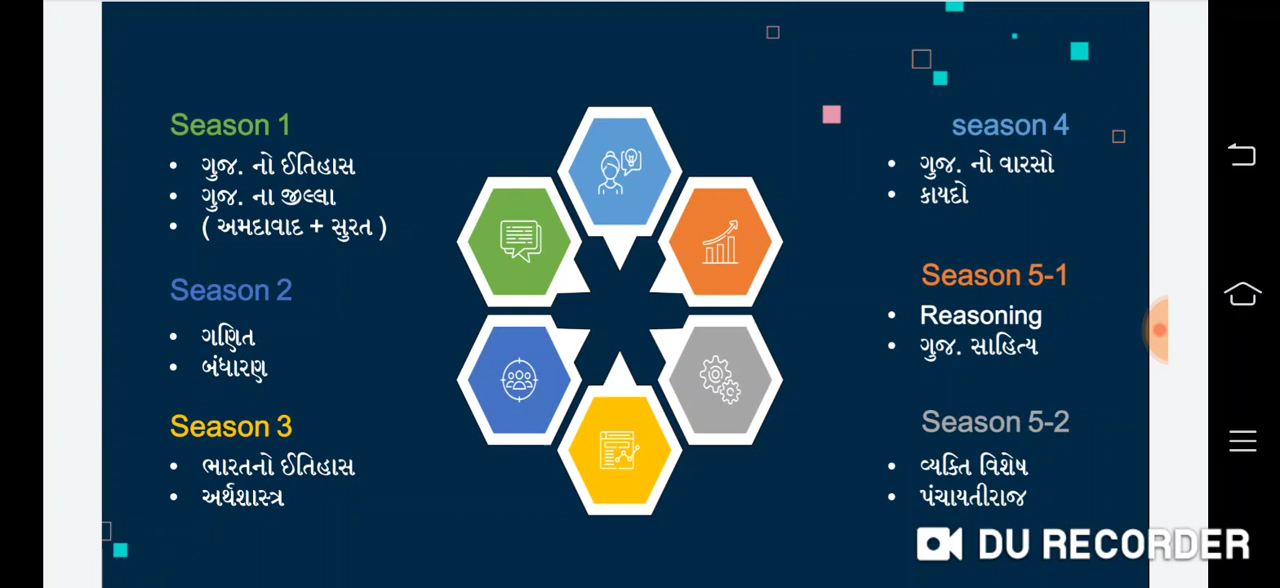 Season 1
• ગુજ. નો ઈતિહાસ
• ગુજ. ના જીલ્લા
• ( અમદાવાદ + સુરત )
Season 2
• ગણિત
• બંધારણ
Season 3
• ભારતનો ઈતિહાસ
• અર્થશાસ્ત્ર
season 4
• ગુજ. નો વારસો
• કાયદો
Season 5-1
• Reasoning
• ગુજ. સાહિત્ય
Season 5-2
• વ્યક્તિ વિશેષ
• પંચાયતીરાજ
DU RECORDER